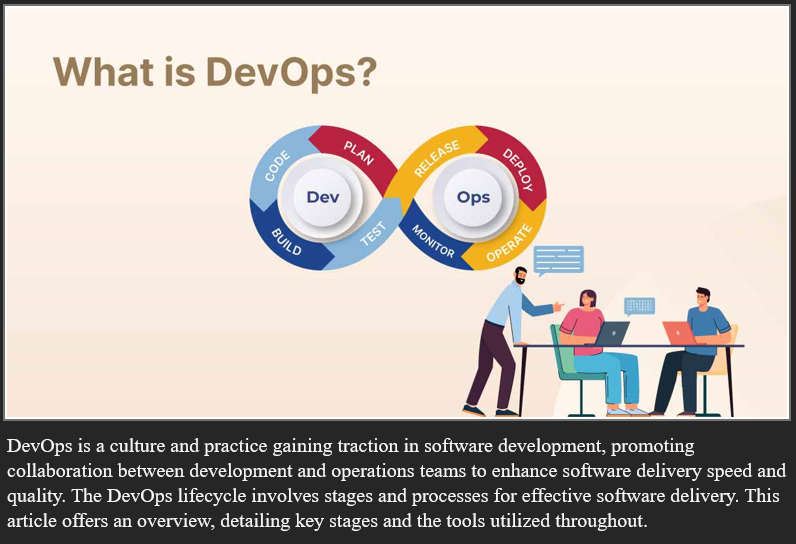 What is DevOps?
CODE
PLAN
RELEASE
DEPLOY
Dev
Ops
BUILD
TEST
MONITOR
OPERATE
DevOps is a culture and practice gaining traction in software development, promoting
collaboration between development and operations teams to enhance software delivery speed and
quality. The DevOps lifecycle involves stages and processes for effective software delivery. This
article offers an overview, detailing key stages and the tools utilized throughout.